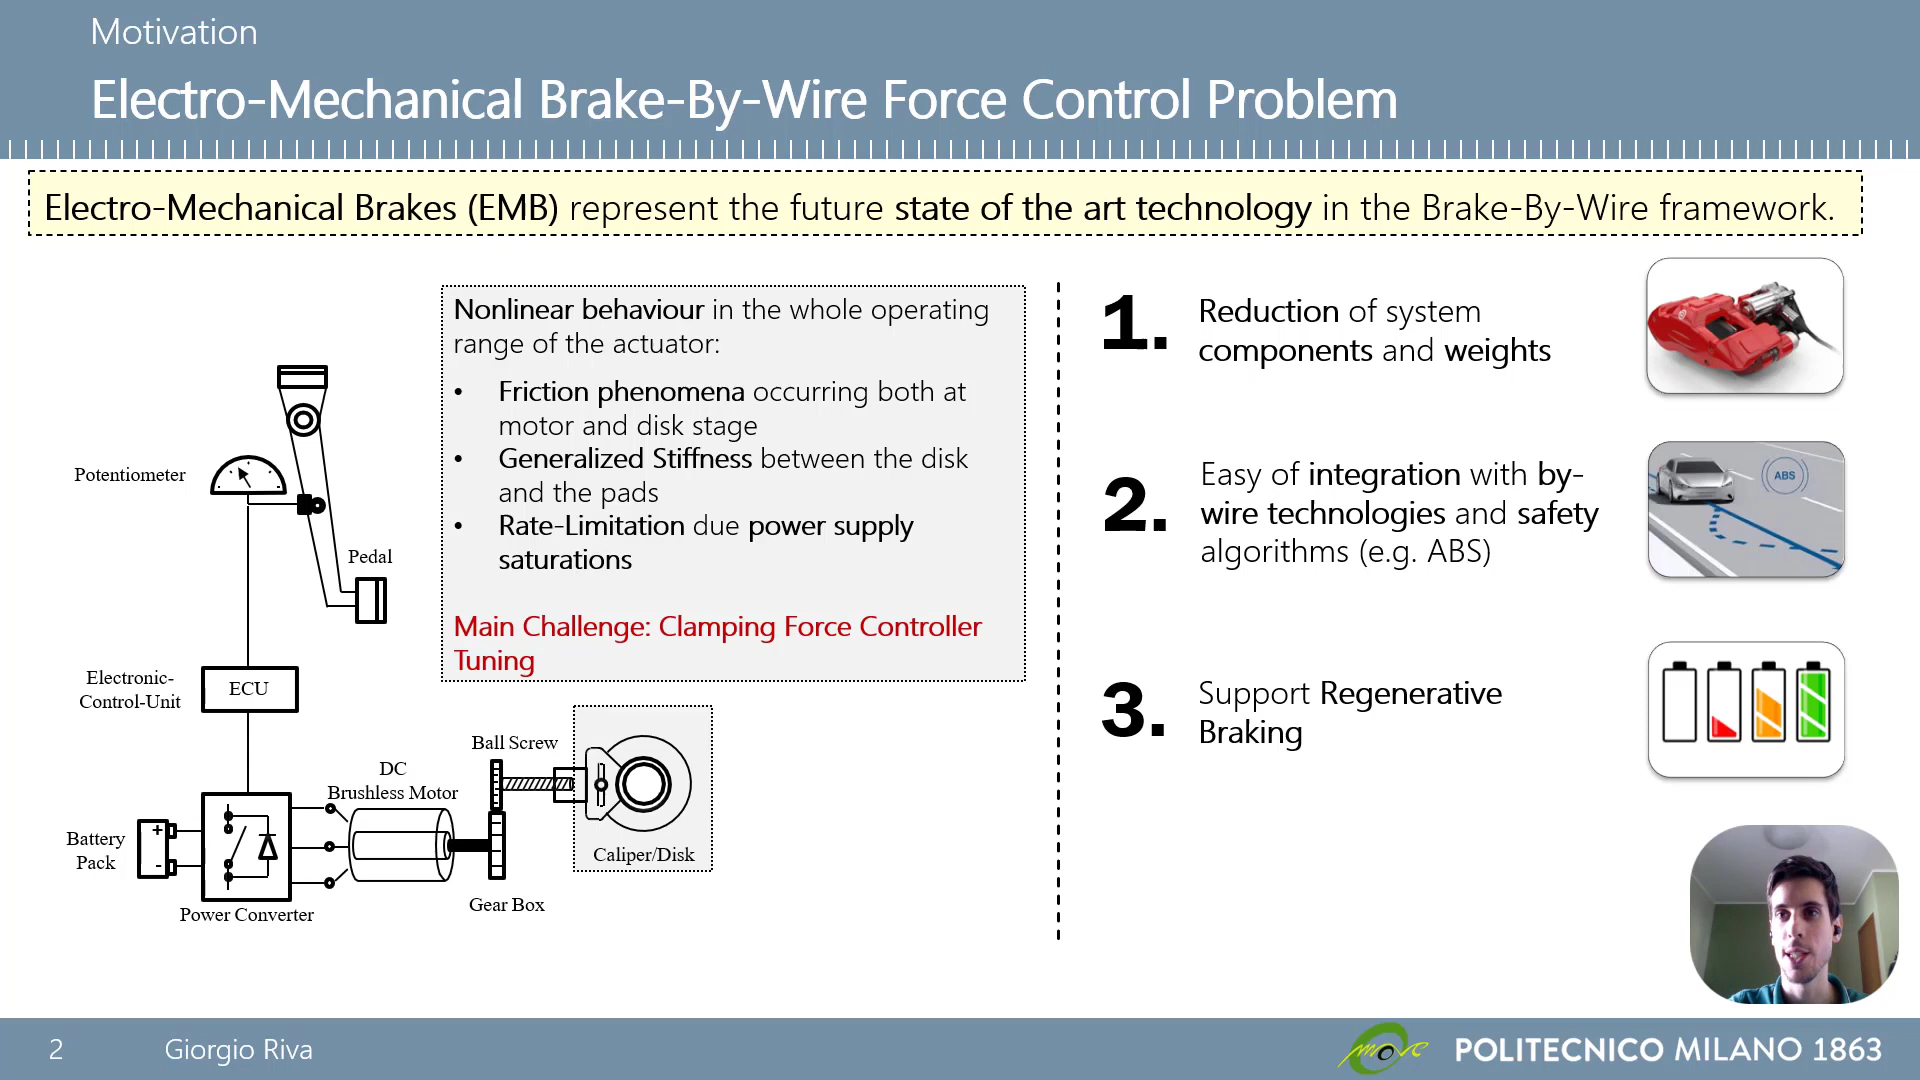 Motivation
Electro-Mechanical Brake-By-Wire Force Control Problem
Electro-Mechanical Brakes (EMB) represent the future state of the art technology in the Brake-By-Wire framework.
Nonlinear behaviour in the whole operating
range of the actuator:
• Friction phenomena occurring both at
motor and disk stage
• Generalized Stiffness between the disk
and the pads
• Rate-Limitation due power supply
saturations
Main Challenge: Clamping Force Controller
Tuning
Potentiometer
Pedal
Electronic-
Control-Unit
ECU
Ball Screw
DC
Brushless Motor
Battery
Pack
+
-
Power Converter
Gear Box
Caliper/Disk
1. Reduction of system
components and weights
2. Easy of integration with by-
wire technologies and safety
algorithms (e.g. ABS)
ABS
3. Support Regenerative
Braking
2
Giorgio Riva
move
POLITECNICO MILANO 1863